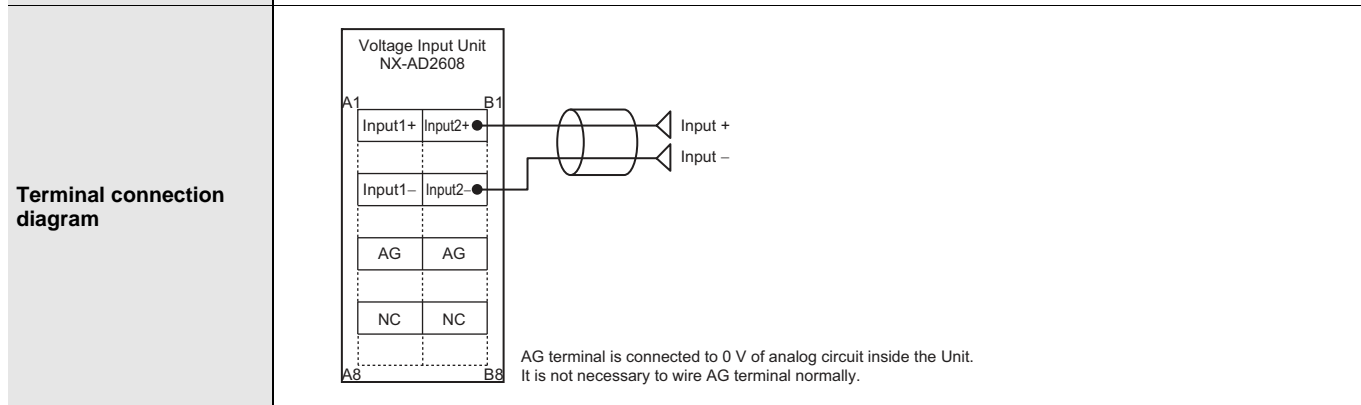 Terminal connection
diagram
Voltage Input Unit
NX-AD2608
A1 B1
Input1+ Input2+ Input +
Input –
Input1– Input2–
AG AG
NC NC
A8 B8
AG terminal is connected to 0 V of analog circuit inside the Unit.
It is not necessary to wire AG terminal normally.